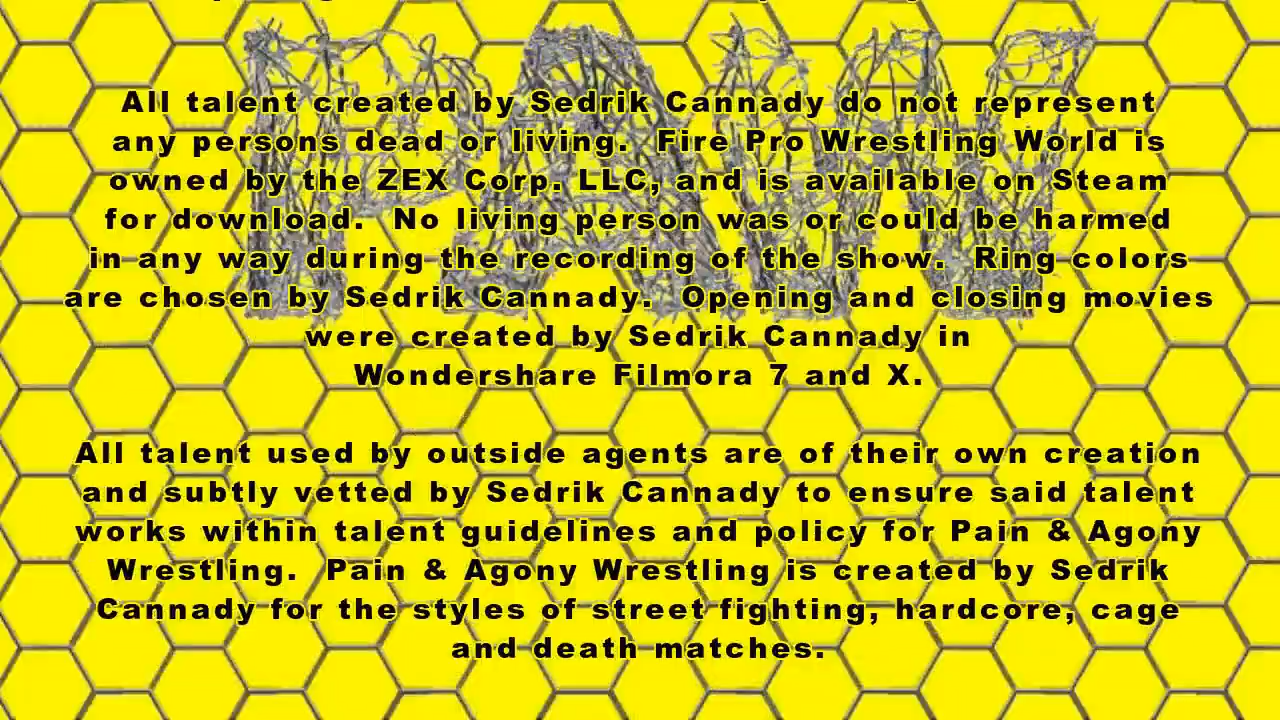 All talent created by Sedrik Cannady do not represent
any persons dead or living.  Fire Pro Wrestling World is
owned by the ZEX Corp. LLC, and is available on Steam
for download.  No living person was or could be harmed
in any way during the recording of the show.  Ring colors
are chosen by Sedrik Cannady.  Opening and closing movies
were created by Sedrik Cannady in
Wondershare Filmora 7 and X.
All talent used by outside agents are of their own creation
and subtly vetted by Sedrik Cannady to ensure said talent
works within talent guidelines and policy for Pain & Agony
Wrestling.  Pain & Agony Wrestling is created by Sedrik
Cannady for the styles of street fighting, hardcore, cage
and death matches.